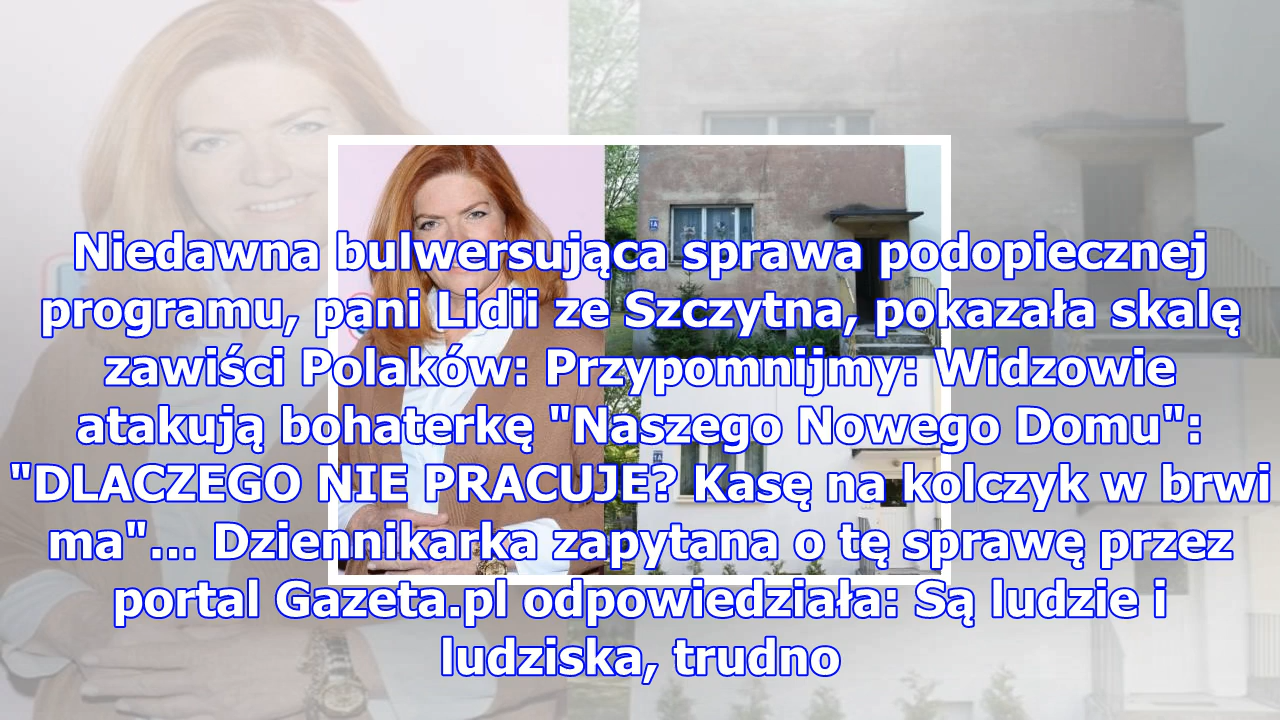 Niedawna bulwersująca sprawa podopiecznej
programu, pani Lidii ze Szczytna, pokazała skalę
zawiści Polaków: Przypomnijmy: Widzowie
atakują bohaterkę "Naszego Nowego Domu":
"DLACZEGO NIE PRACUJE? Kasę na kolczyk w brwi
ma"... Dziennikarka zapytana o tę sprawę przez
portal Gazeta.pl odpowiedziała: Są ludzie i
ludziska, trudno